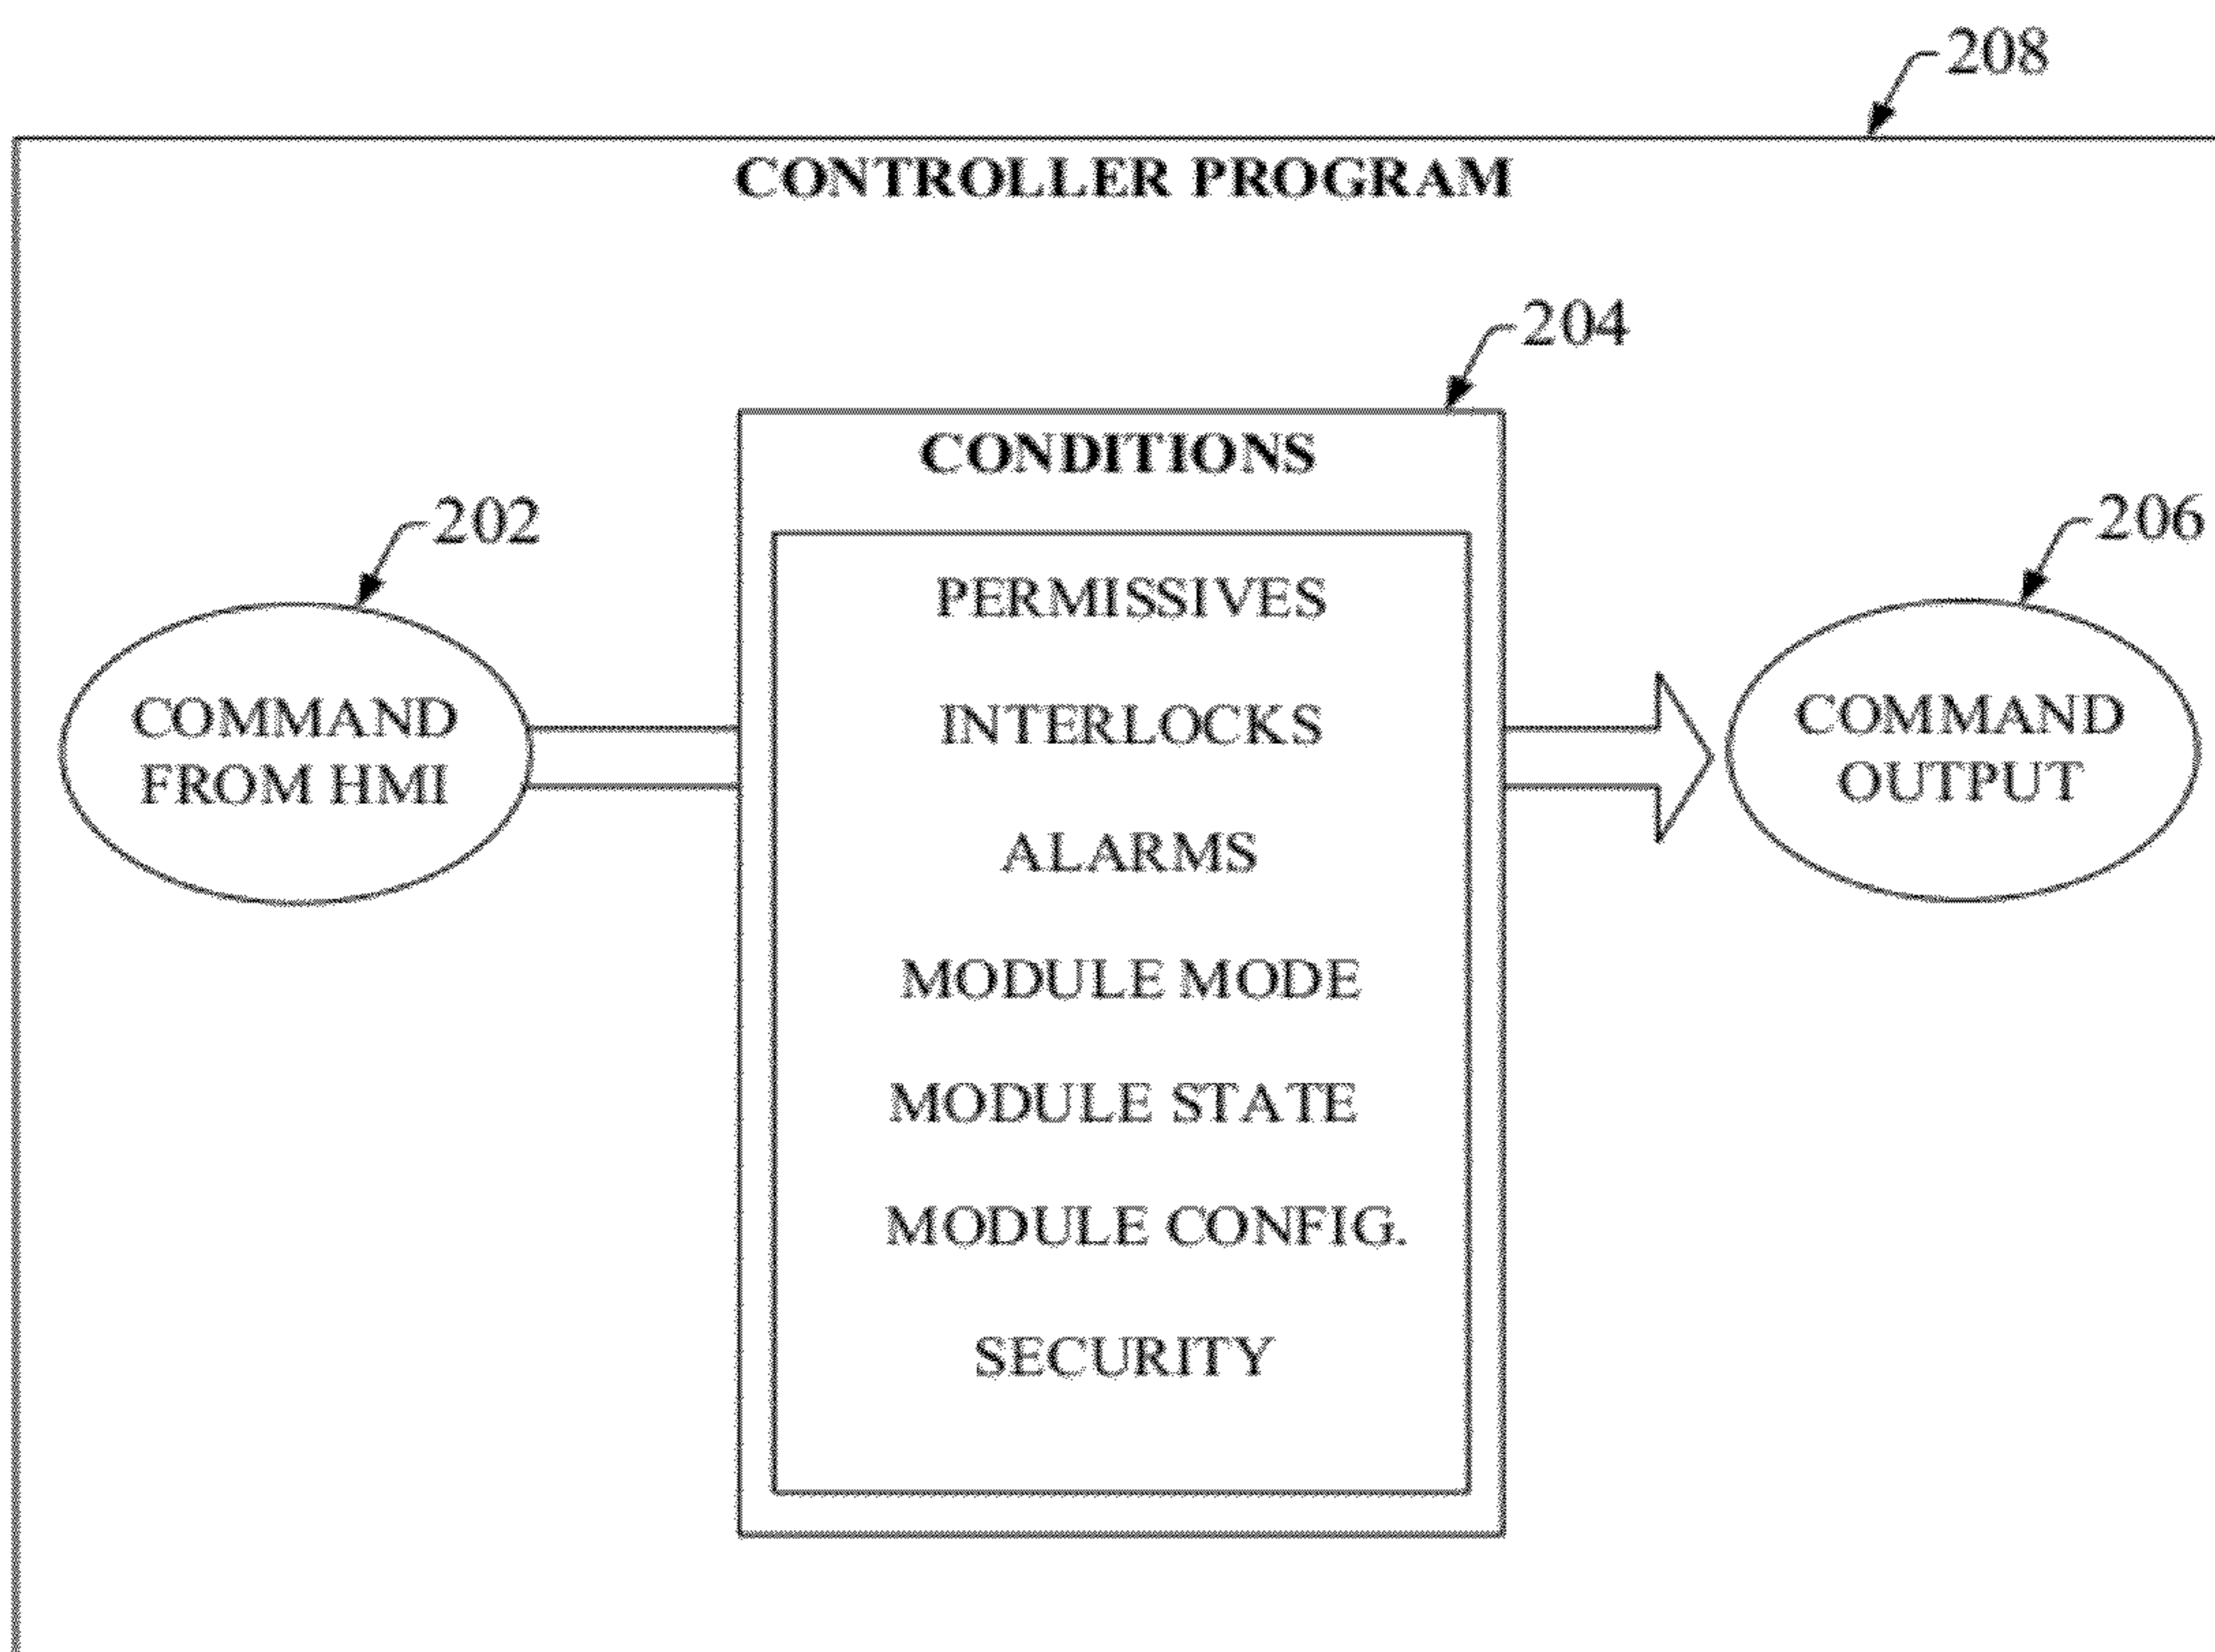 208
CONTROLLER PROGRAM
204
CONDITIONS
202
206
PERMISSIVES
COMMAND
FROM HMI
INTERLOCKS
COMMAND
OUTPUT
ALARMS
MODULE MODE
MODULE STATE
MODULE CONFIG.
SECURITY